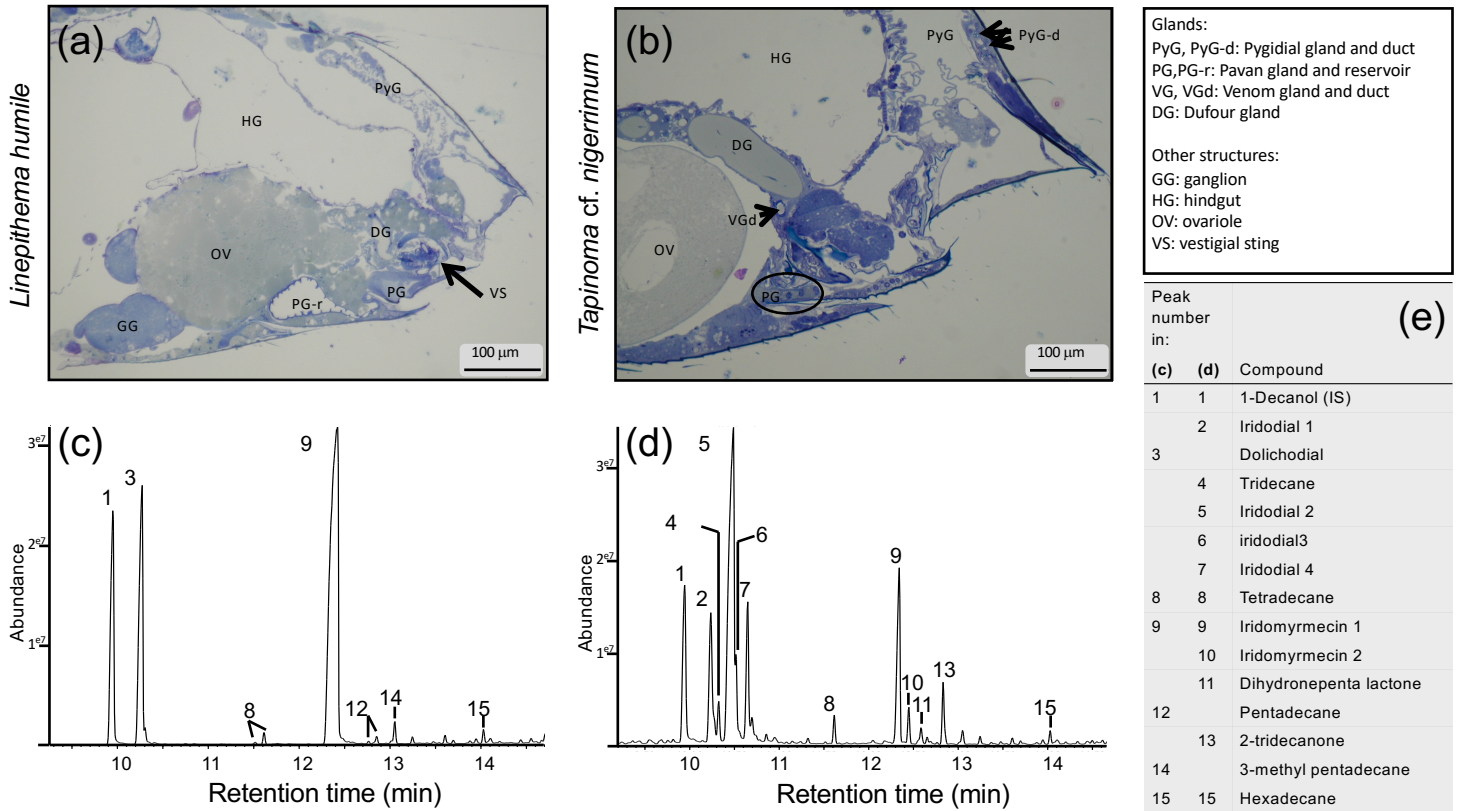 Linepithema humile
(a)
PyG
HG
OV
DG
PG-r
PG
VS
GG
100 µm
Tapinoma cf. nigerrimum
(b)
PyG
PyG-d
HG
DG
VGd
OV
PG
100 µm
Glands:
PyG, PyG-d: Pygidial gland and duct
PG,PG-r: Pavan gland and reservoir
VG, VGd: Venom gland and duct
DG: Dufour gland
Other structures:
GG: ganglion
HG: hindgut
OV: ovariole
VS: vestigial sting
(c)
Abundance
3e7
2e7
1e7
1
3
8
9
12
14
15
10 11 12 13 14
Retention time (min)
(d)
Abundance
3e7
2e7
1e7
1
2
4
5
6
7
8
9
10
11
13
15
10 11 12 13 14
Retention time (min)
(e)
Peak
number
in:
(c) (d) Compound
1 1 1-Decanol (IS)
2 Iridodial 1
3 Dolichodial
4 Tridecane
5 Iridodial 2
6 iridodial3
7 Iridodial 4
8 8 Tetradecane
9 9 Iridomyrmecin 1
10 Iridomyrmecin 2
11 Dihydronepenta lactone
12 Pentadecane
13 2-tridecanone
14 3-methyl pentadecane
15 15 Hexadecane